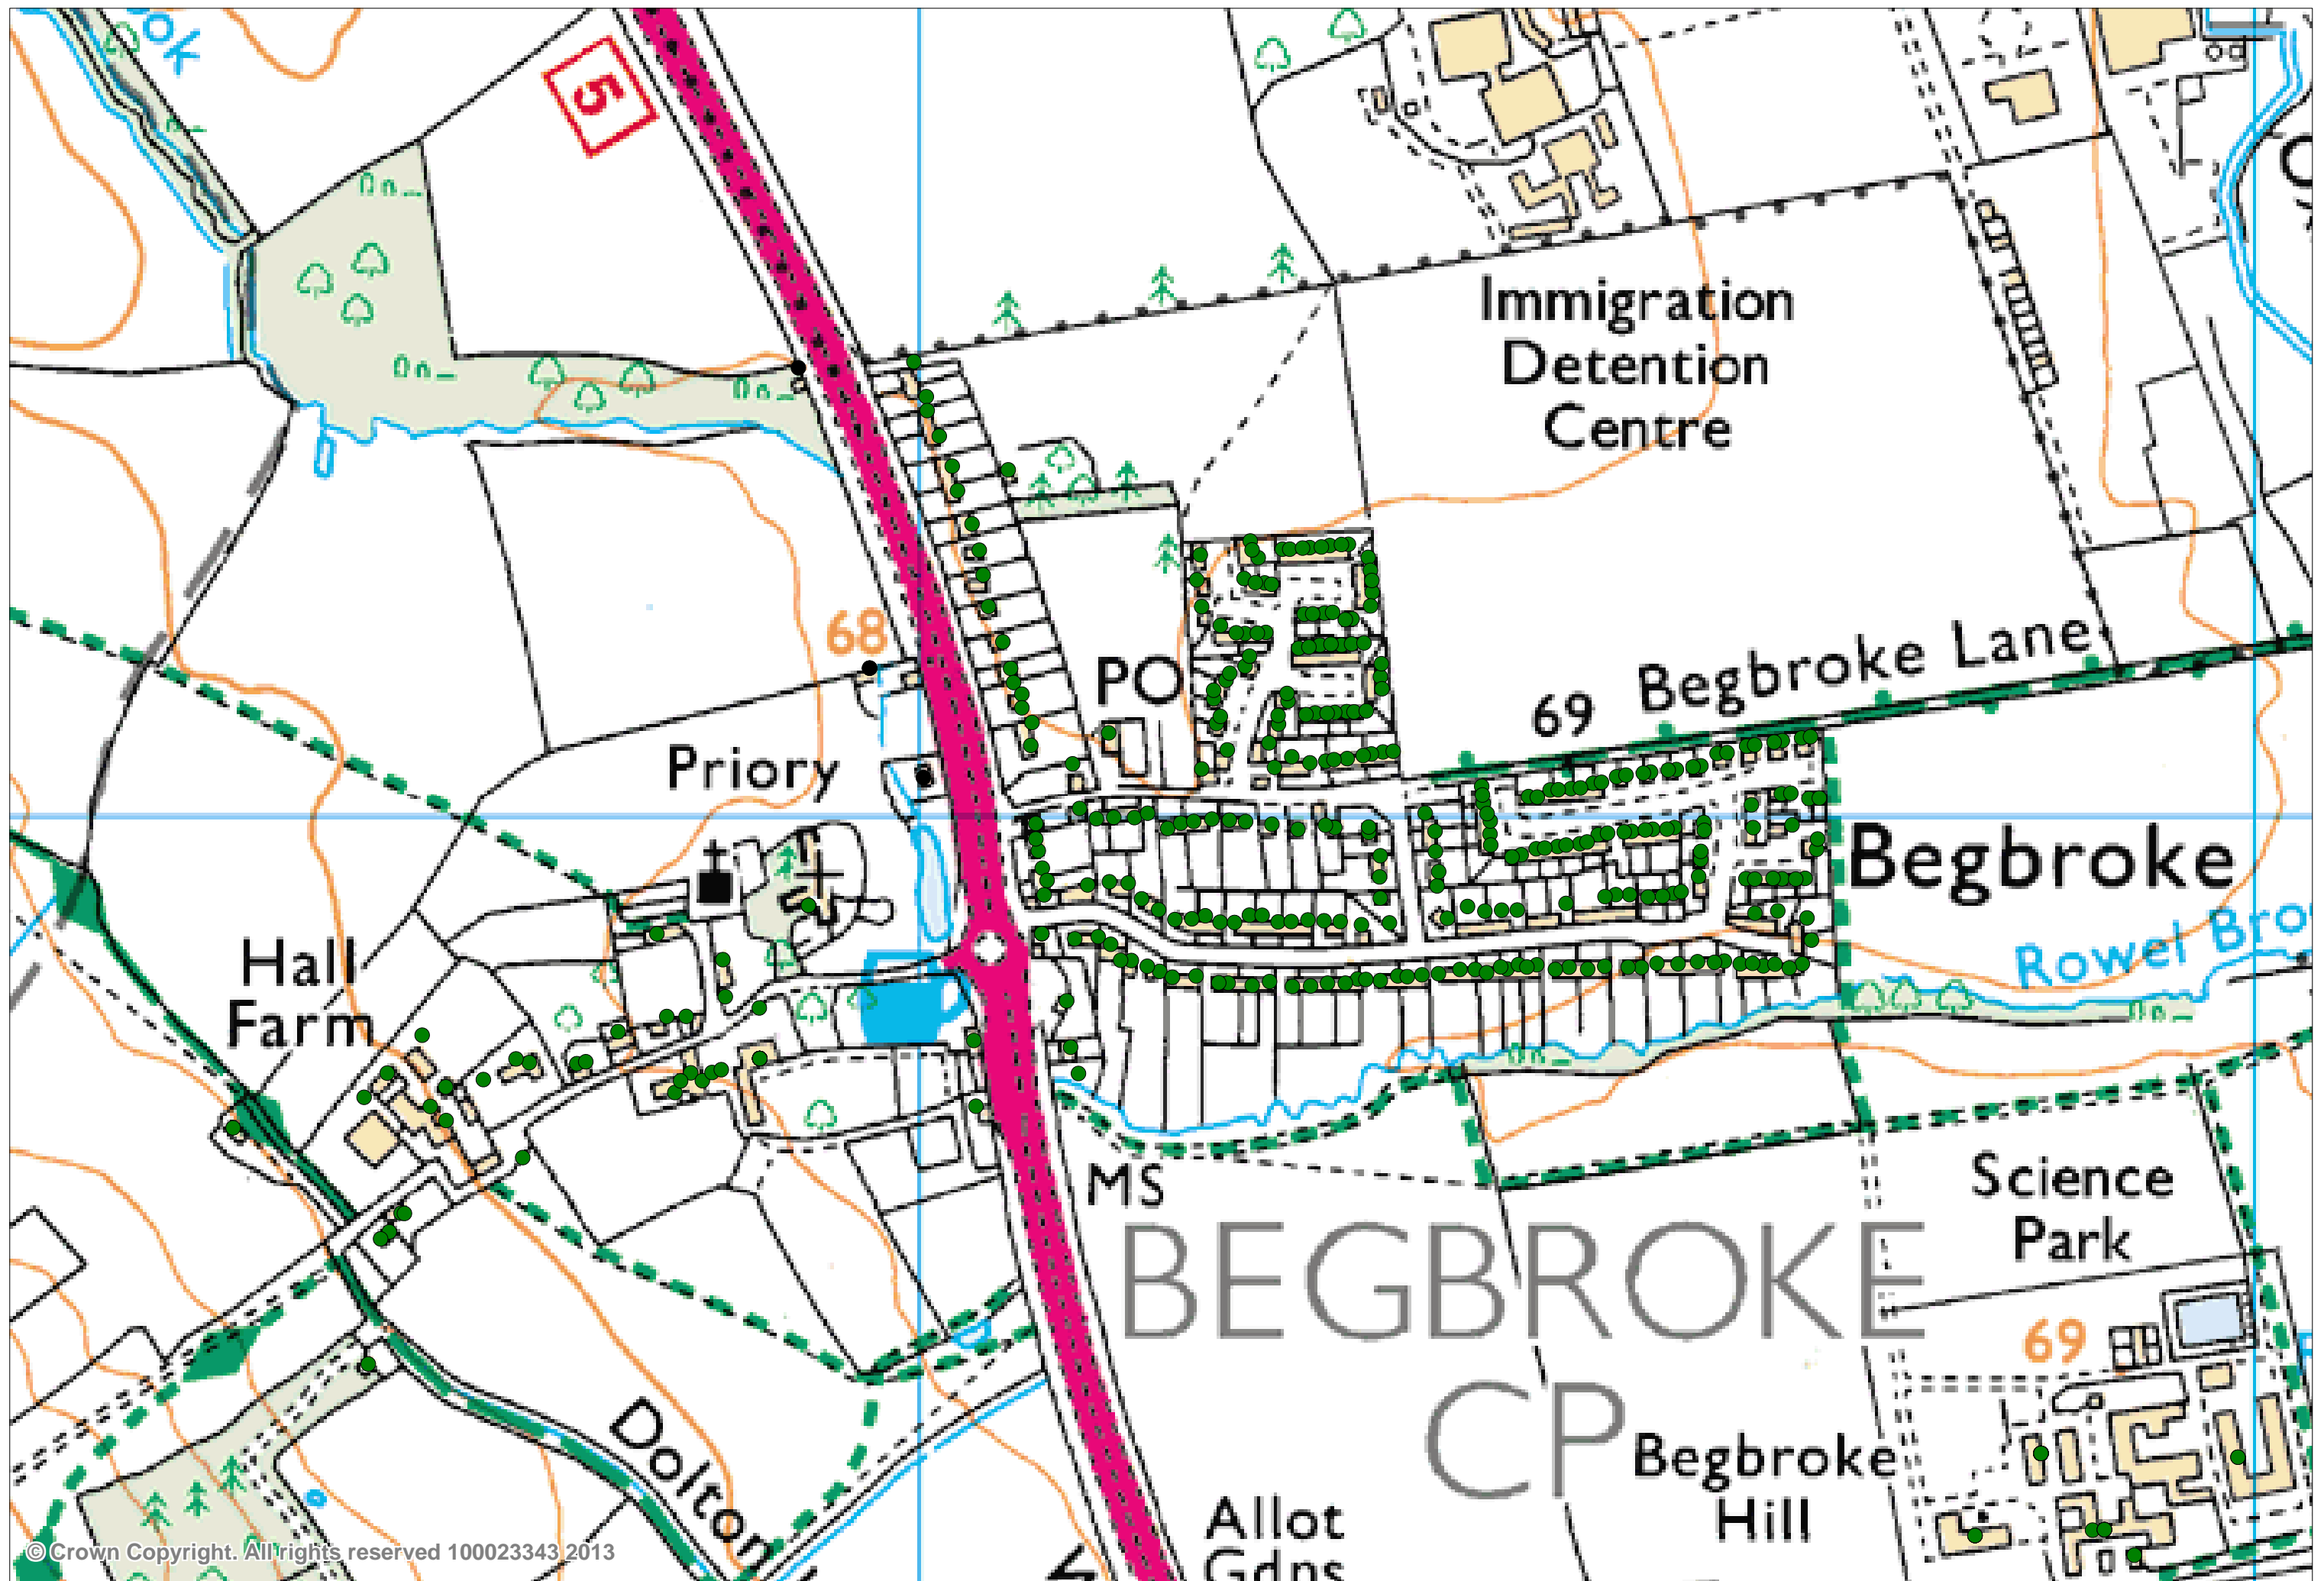 ok
5
Immigration
Detention
Centre
68
PO
69
Begbroke Lane
Priory
Begbroke
Hall
Farm
Rowel Bro
MS
Science
Park
BEGBROKE
CP
69
Begbroke
Hill
Dolton
Allot
Gdns
© Crown Copyright. All rights reserved 100023343 2013